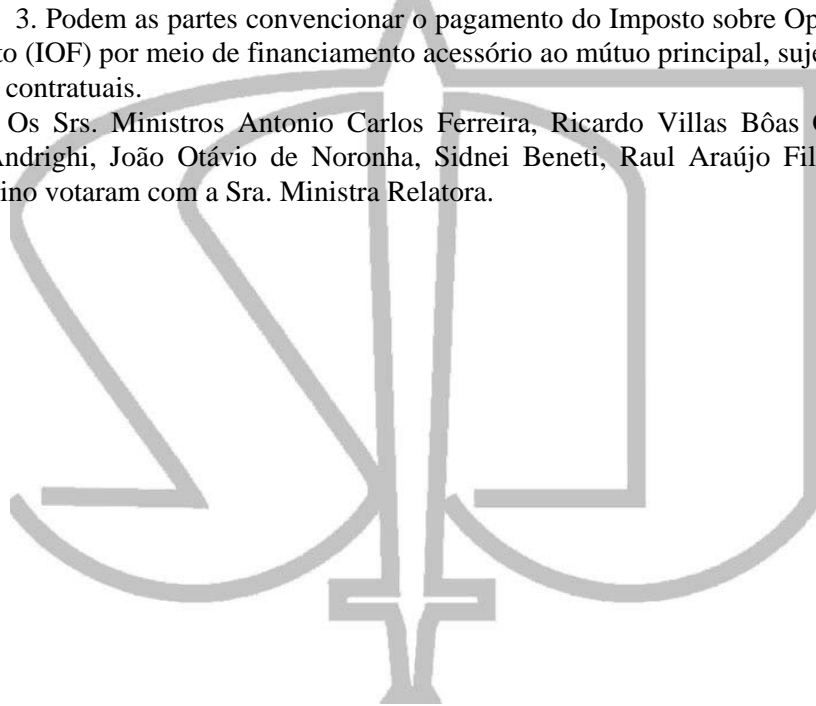 3. Podem as partes convencionar o pagamento do Imposto sobre Op
to (IOF) por meio de financiamento acessório ao mútuo principal, suje
contratuais.
Os Srs. Ministros Antonio Carlos Ferreira, Ricardo Villas Bôas
Andrighi, João Otávio de Noronha, Sidnei Beneti, Raul Araújo Fil
ino votaram com a Sra. Ministra Relatora.